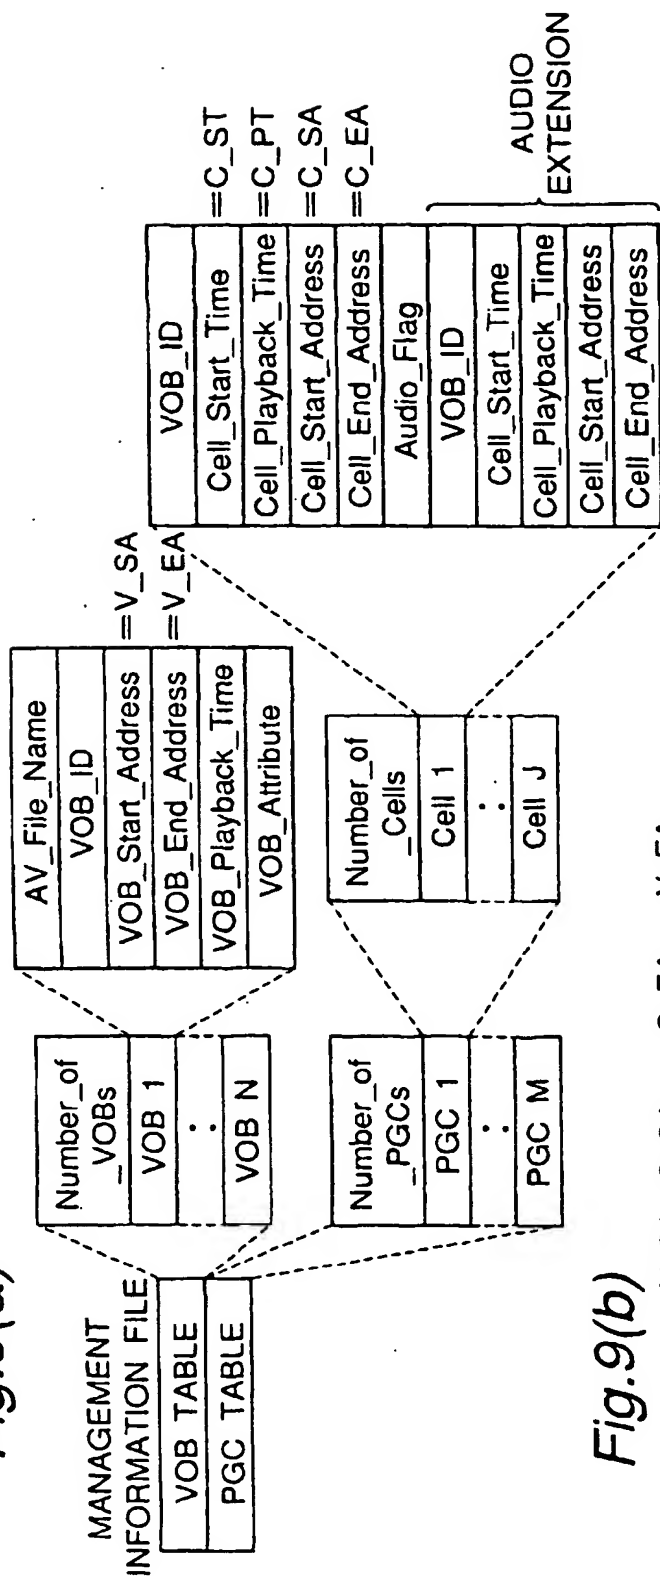 MANAGEMENT
INFORMATION FILE
VOB TABLE
PGC TABLE
Number_of
_VOBs
VOB 1
:
VOB N
AV_File_Name
VOB_ID
VOB_Start_Address
=V_SA
VOB_End_Address
=V_EA
VOB_Playback_Time
VOB_Attribute
Number_of
_PGCs
PGC 1
:
PGC M
Number_of
_Cells
Cell 1
:
Cell J
VOB_ID
Cell_Start_Time
=C_ST
Cell_Playback_Time
=C_PT
Cell_Start_Address
=C_SA
Cell_End_Address
=C_EA
Audio_Flag
VOB_ID
Cell_Start_Time
Cell_Playback_Time
Cell_Start_Address
Cell_End_Address
AUDIO
EXTENSION
Fig.9(b)